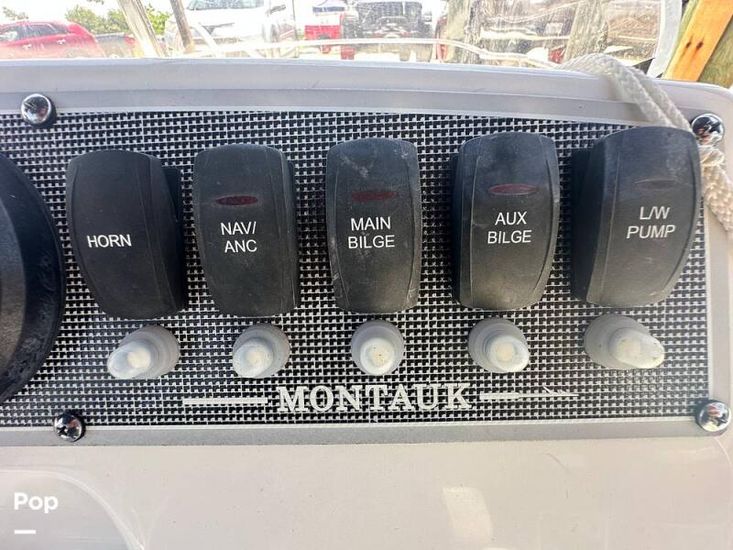 HORN
NAV/
ANC
MAIN
BILGE
AUX
BILGE
L/W
PUMP
MONTAUK
Pop